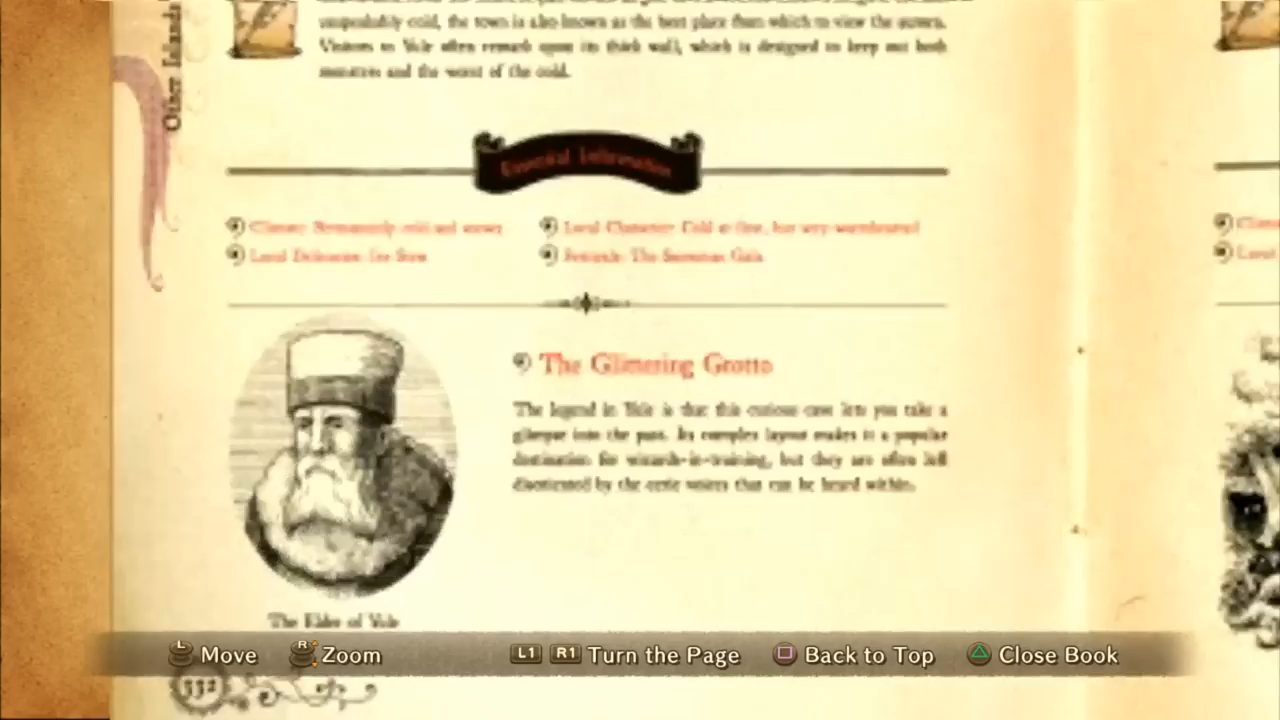 unspeakably cold, the town is also known as the best place from which to view the aurora.
Visitors to Yule often remark upon its thick wall, which is designed to keep out both
monsters and the worst of the cold.
Other Islands
Essential Information
Climate: Permanently cold and snowy
Local Character: Cold at first, but very warmhearted
Local Delicacies: Ice Stew
Festivals: The Snowman Gala
The Glimmering Grotto
The legend in Yule is that this curious cave lets you take a
glimpse into the past. Its complex layout makes it a popular
destination for wizards-in-training, but they are often left
disoriented by the eerie voices that can be heard within.
The Elder of Yule
L Move R Zoom L1 R1 Turn the Page Back to Top Close Book
332